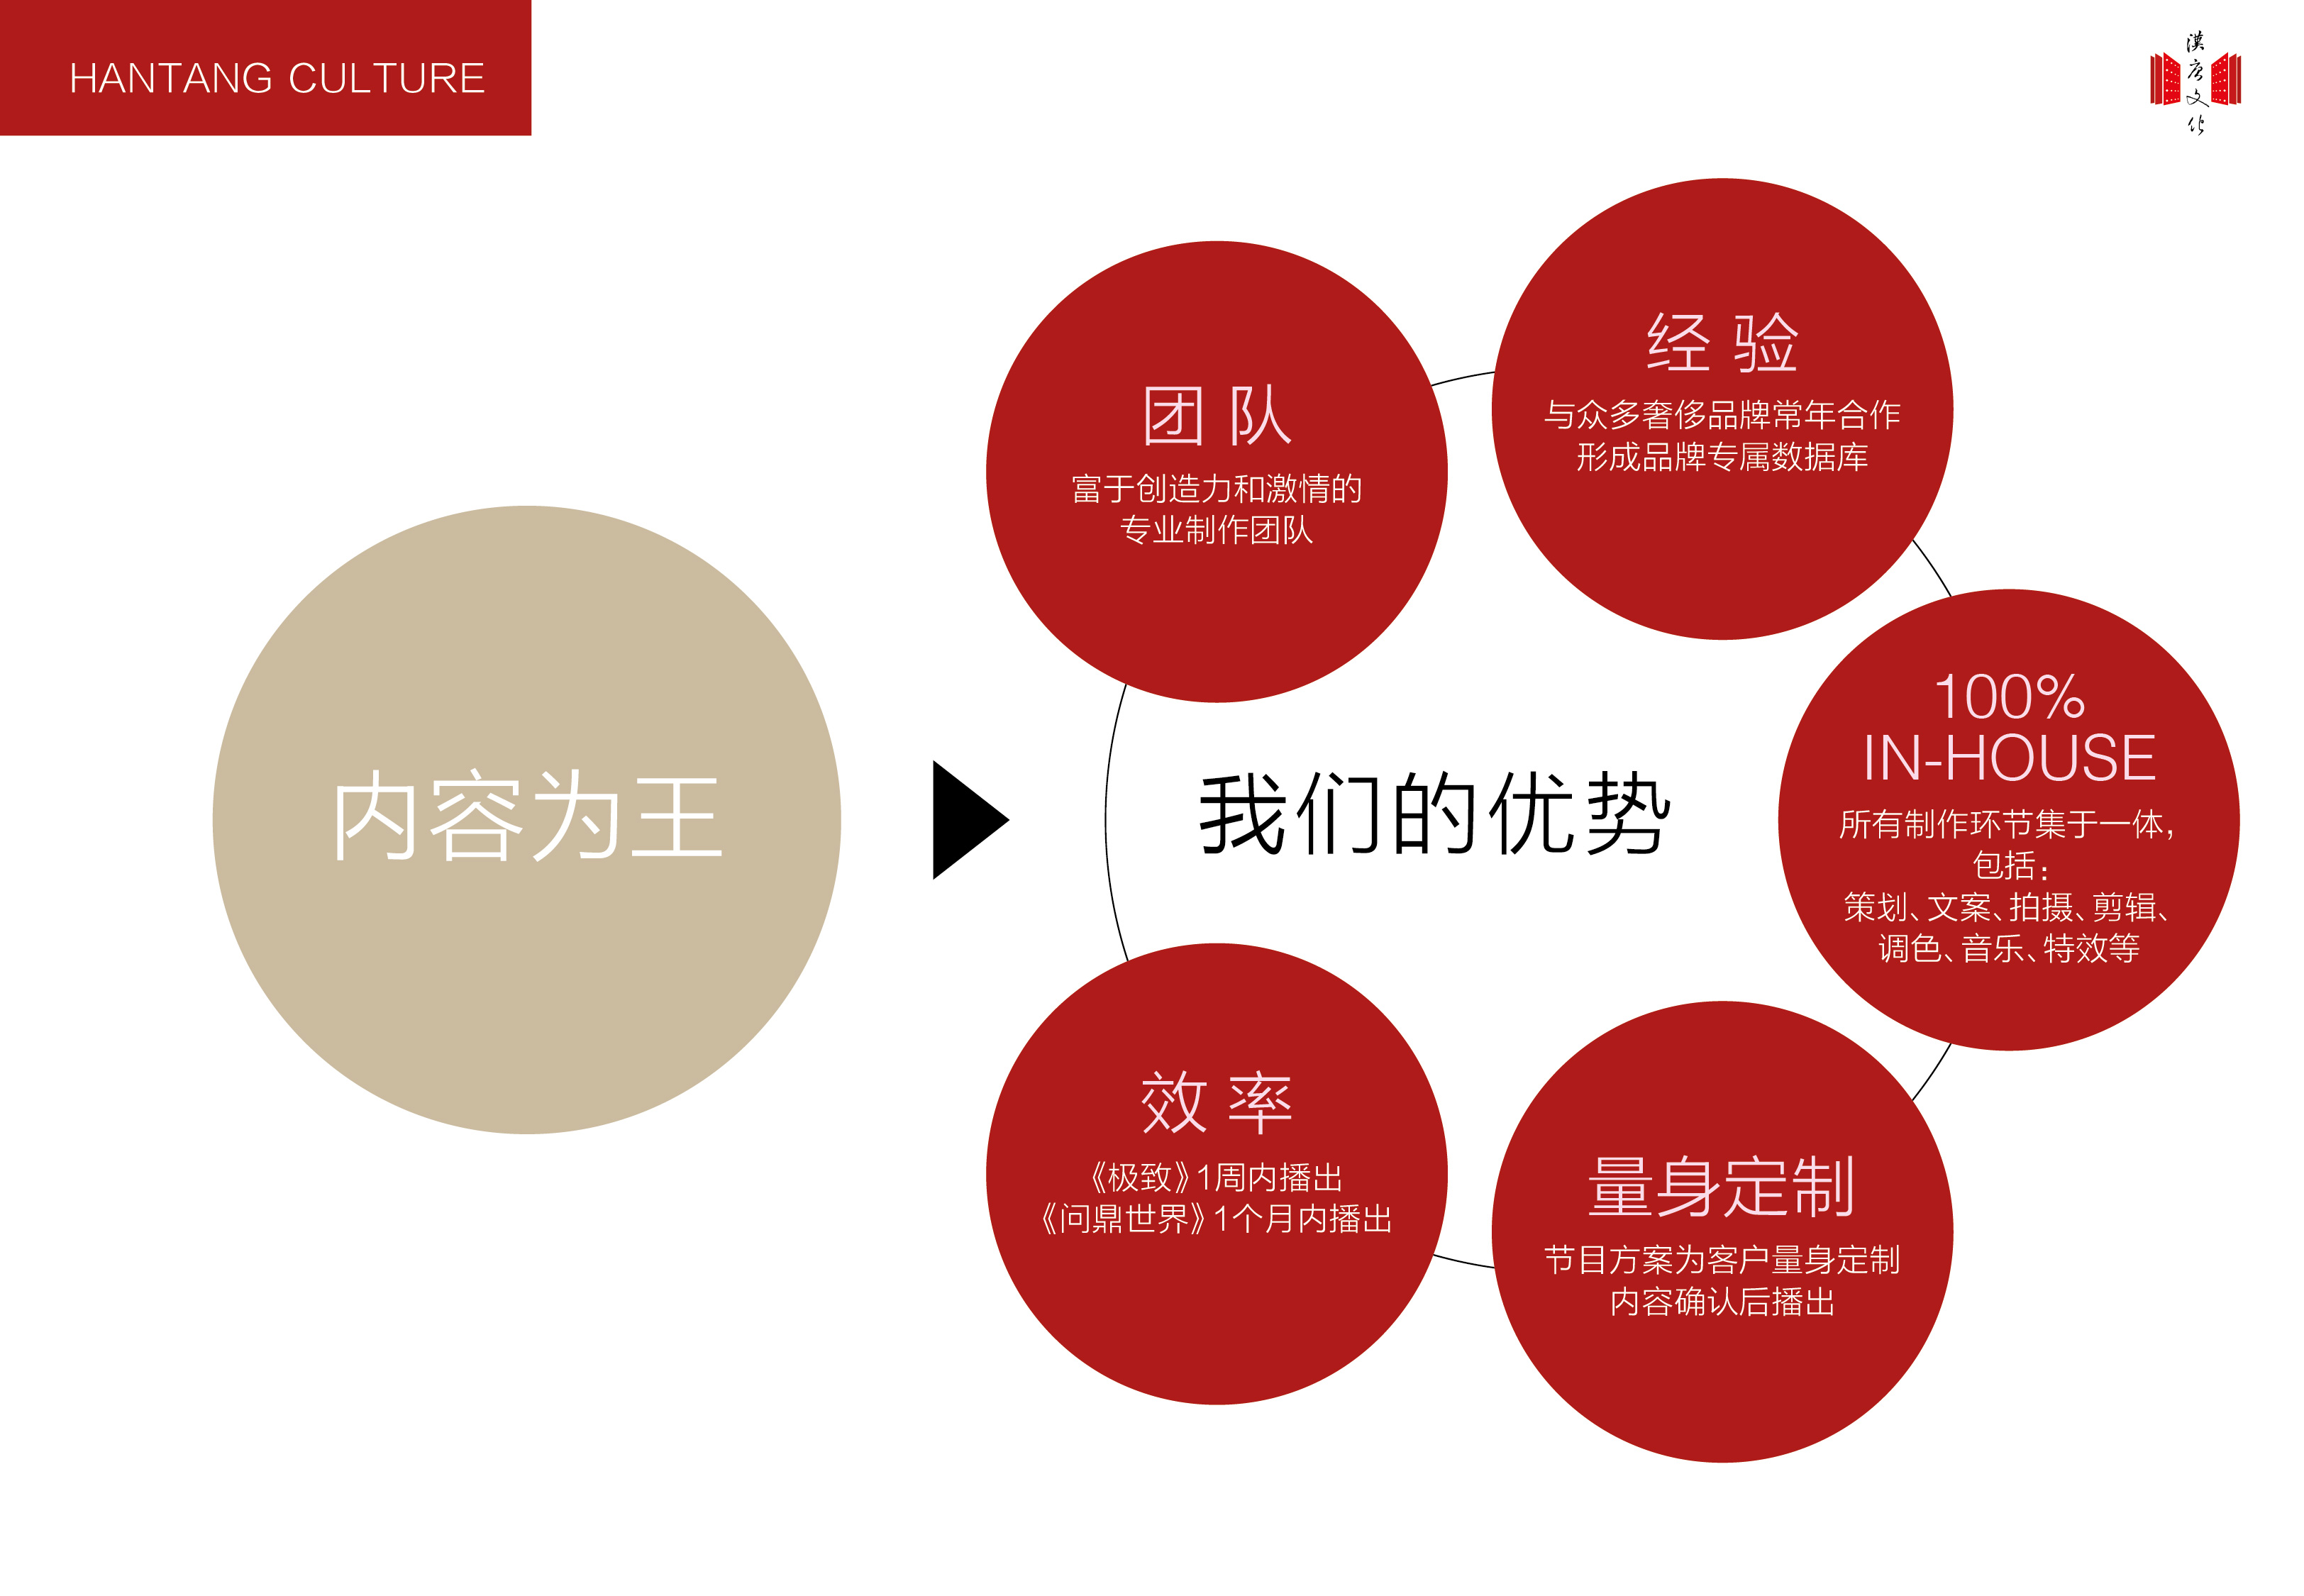 HANTANG CULTURE
漢
唐
文
化
内容为王
我们的优势
团队
富于创造力和激情的
专业制作团队
经验
与众多奢侈品牌常年合作
形成品牌专属数据库
100%
IN-HOUSE
所有制作环节集于一体，
包括：
策划、文案、拍摄、剪辑、
调色、音乐、特效等
量身定制
节目方案为客户量身定制
内容确认后播出
效率
《极致》1周内播出
《问鼎世界》1个月内播出